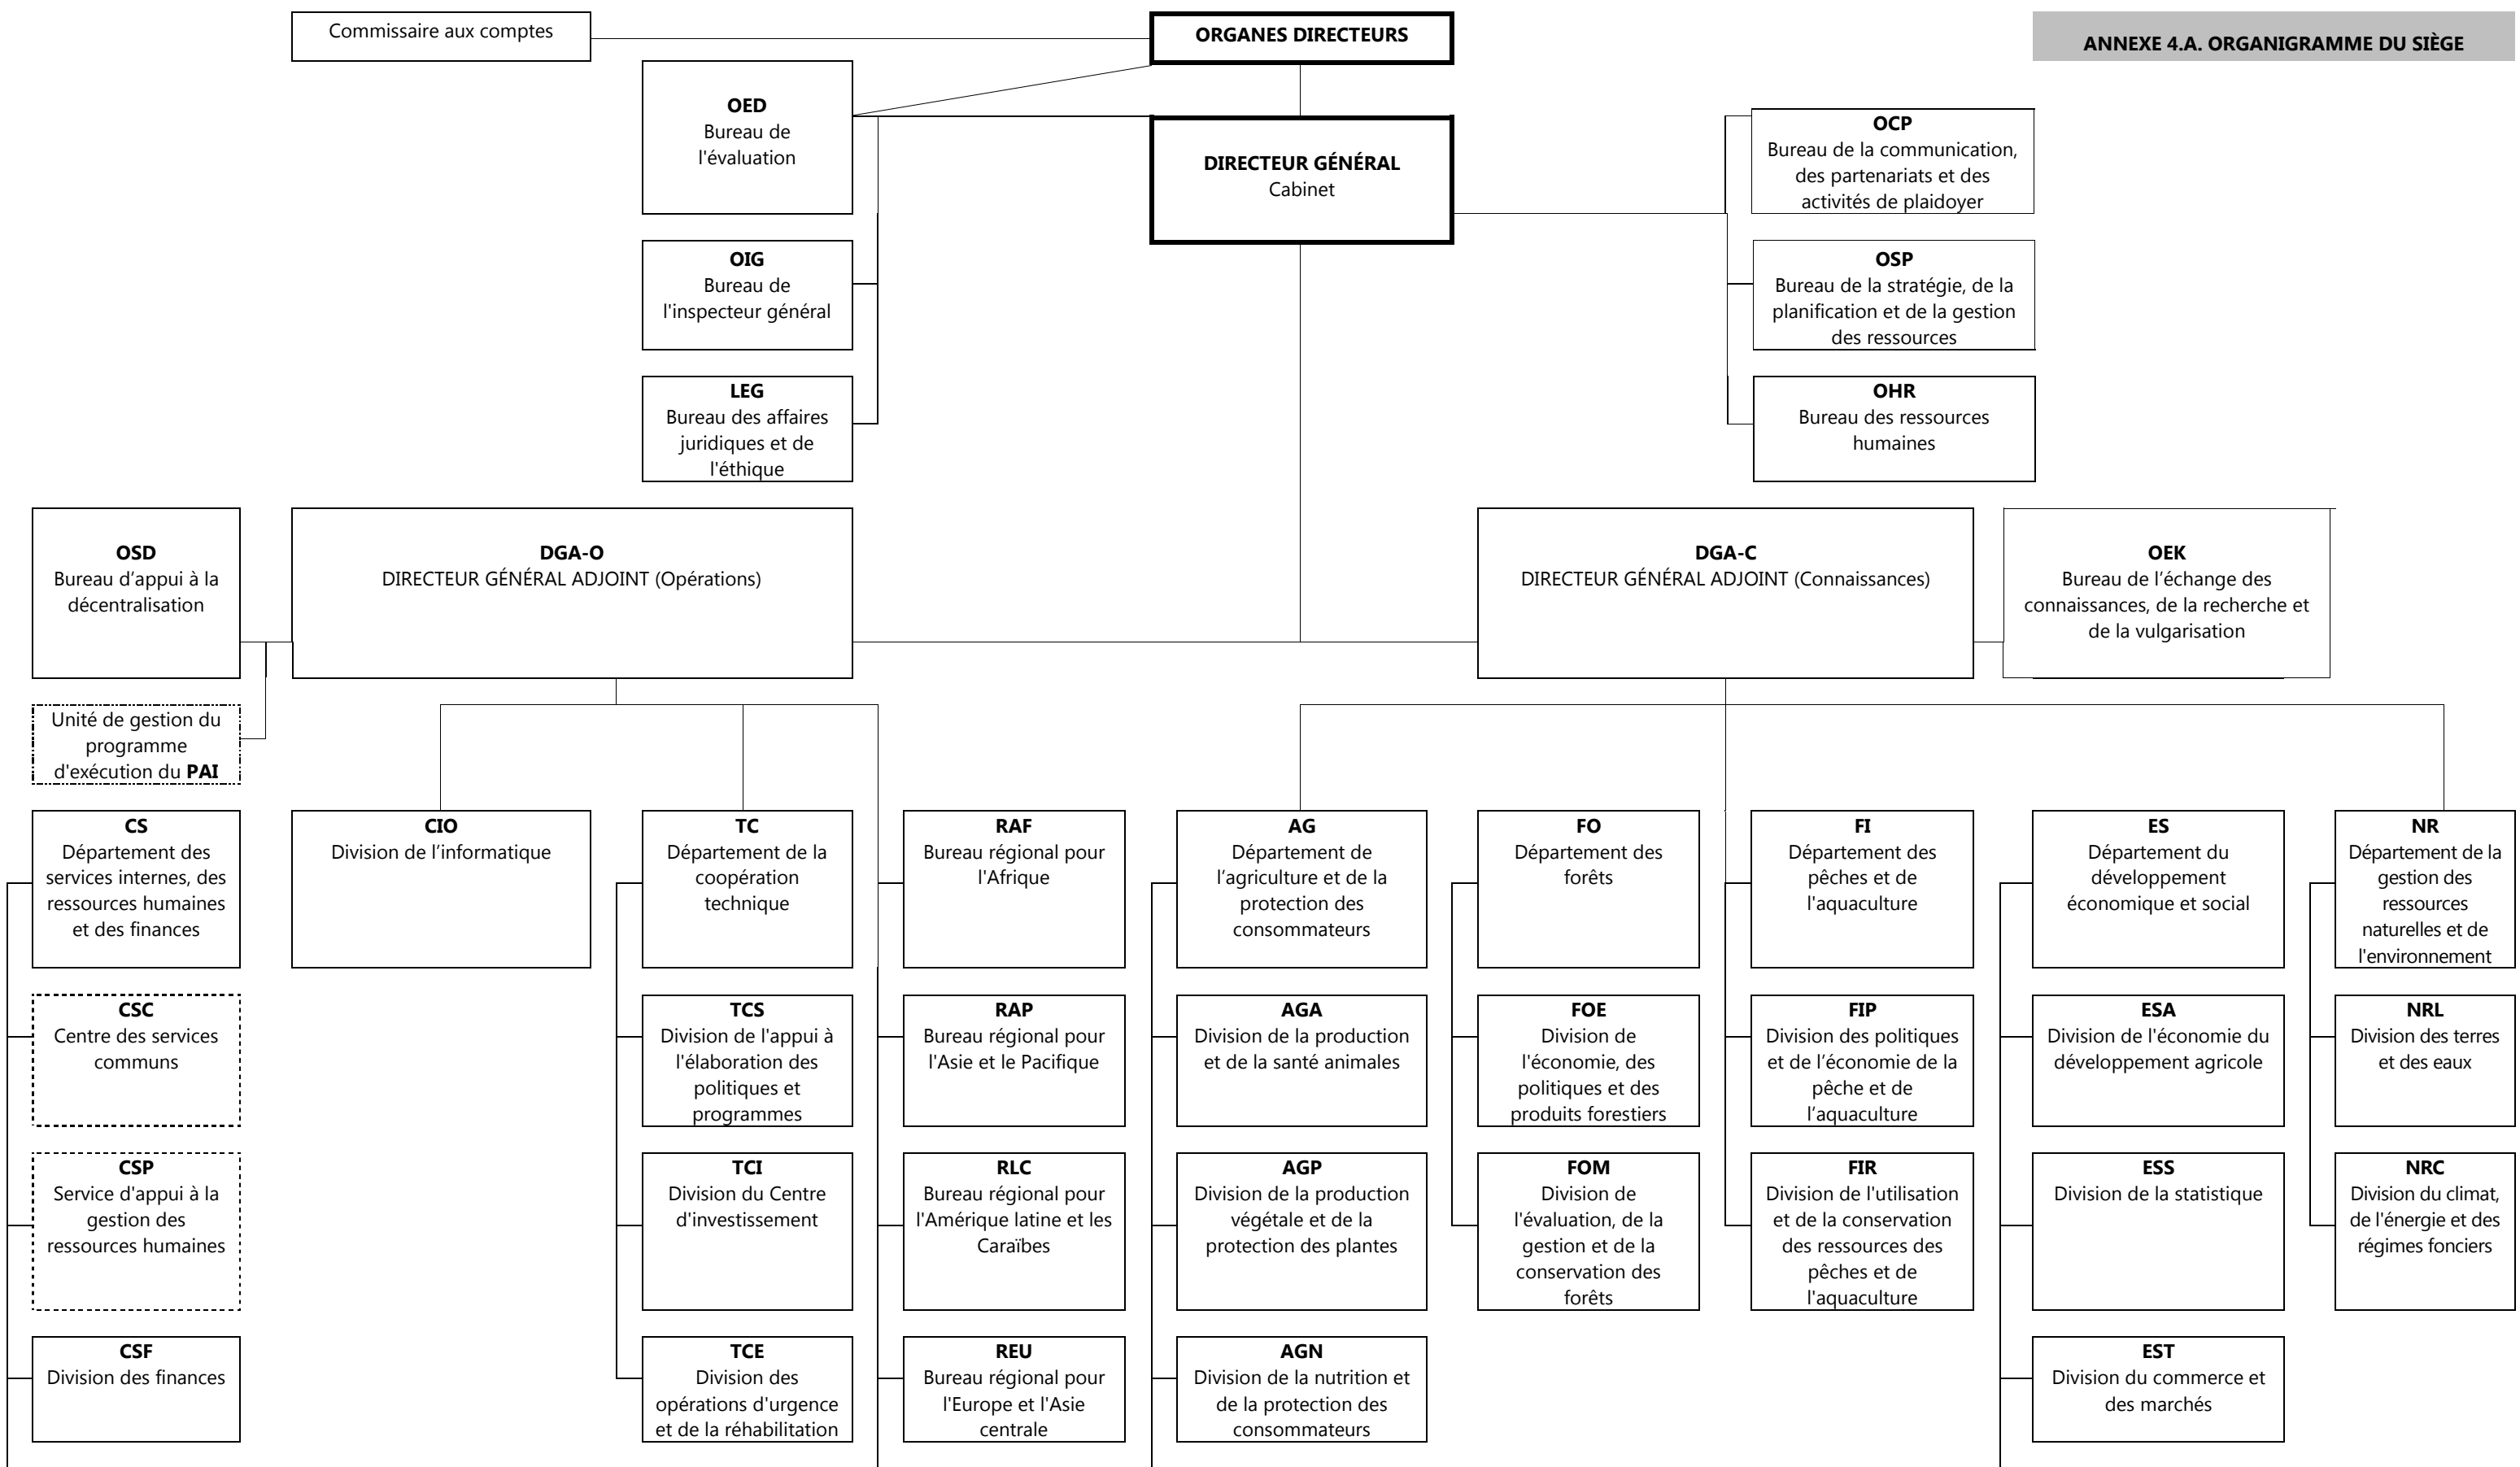 Commissaire aux comptes
ORGANES DIRECTEURS
ANNEXE 4.A. ORGANIGRAMME DU SIÈGE
OED
Bureau de
l'évaluation
DIRECTEUR GÉNÉRAL
Cabinet
OCP
Bureau de la communication,
des partenariats et des
activités de plaidoyer
OIG
Bureau de
l'inspecteur général
OSP
Bureau de la stratégie, de la
planification et de la gestion
des ressources
LEG
Bureau des affaires
juridiques et de
l'éthique
OHR
Bureau des ressources
humaines
OSD
Bureau d’appui à la
décentralisation
DGA-O
DIRECTEUR GÉNÉRAL ADJOINT (Opérations)
DGA-C
DIRECTEUR GÉNÉRAL ADJOINT (Connaissances)
OEK
Bureau de l’échange des
connaissances, de la recherche et
de la vulgarisation
Unité de gestion du
programme
d'exécution du PAI
CS
Département des
services internes, des
ressources humaines
et des finances
CIO
Division de l’informatique
TC
Département de la
coopération
technique
RAF
Bureau régional pour
l'Afrique
AG
Département de
l’agriculture et de la
protection des
consommateurs
FO
Département des
forêts
FI
Département des
pêches et de
l'aquaculture
ES
Département du
développement
économique et social
NR
Département de la
gestion des
ressources
naturelles et de
l'environnement
CSC
Centre des services
communs
TCS
Division de l'appui à
l'élaboration des
politiques et
programmes
RAP
Bureau régional pour
l'Asie et le Pacifique
AGA
Division de la production
et de la santé animales
FOE
Division de
l'économie, des
politiques et des
produits forestiers
FIP
Division des politiques
et de l’économie de la
pêche et de
l’aquaculture
ESA
Division de l'économie du
développement agricole
NRL
Division des terres
et des eaux
CSP
Service d'appui à la
gestion des
ressources humaines
TCI
Division du Centre
d'investissement
RLC
Bureau régional pour
l'Amérique latine et les
Caraïbes
AGP
Division de la production
végétale et de la
protection des plantes
FOM
Division de
l'évaluation, de la
gestion et de la
conservation des
forêts
FIR
Division de l'utilisation
et de la conservation
des ressources des
pêches et de
l'aquaculture
ESS
Division de la statistique
NRC
Division du climat,
de l'énergie et des
régimes fonciers
CSF
Division des finances
TCE
Division des
opérations d'urgence
et de la réhabilitation
REU
Bureau régional pour
l'Europe et l'Asie
centrale
AGN
Division de la nutrition et
de la protection des
consommateurs
EST
Division du commerce et
des marchés